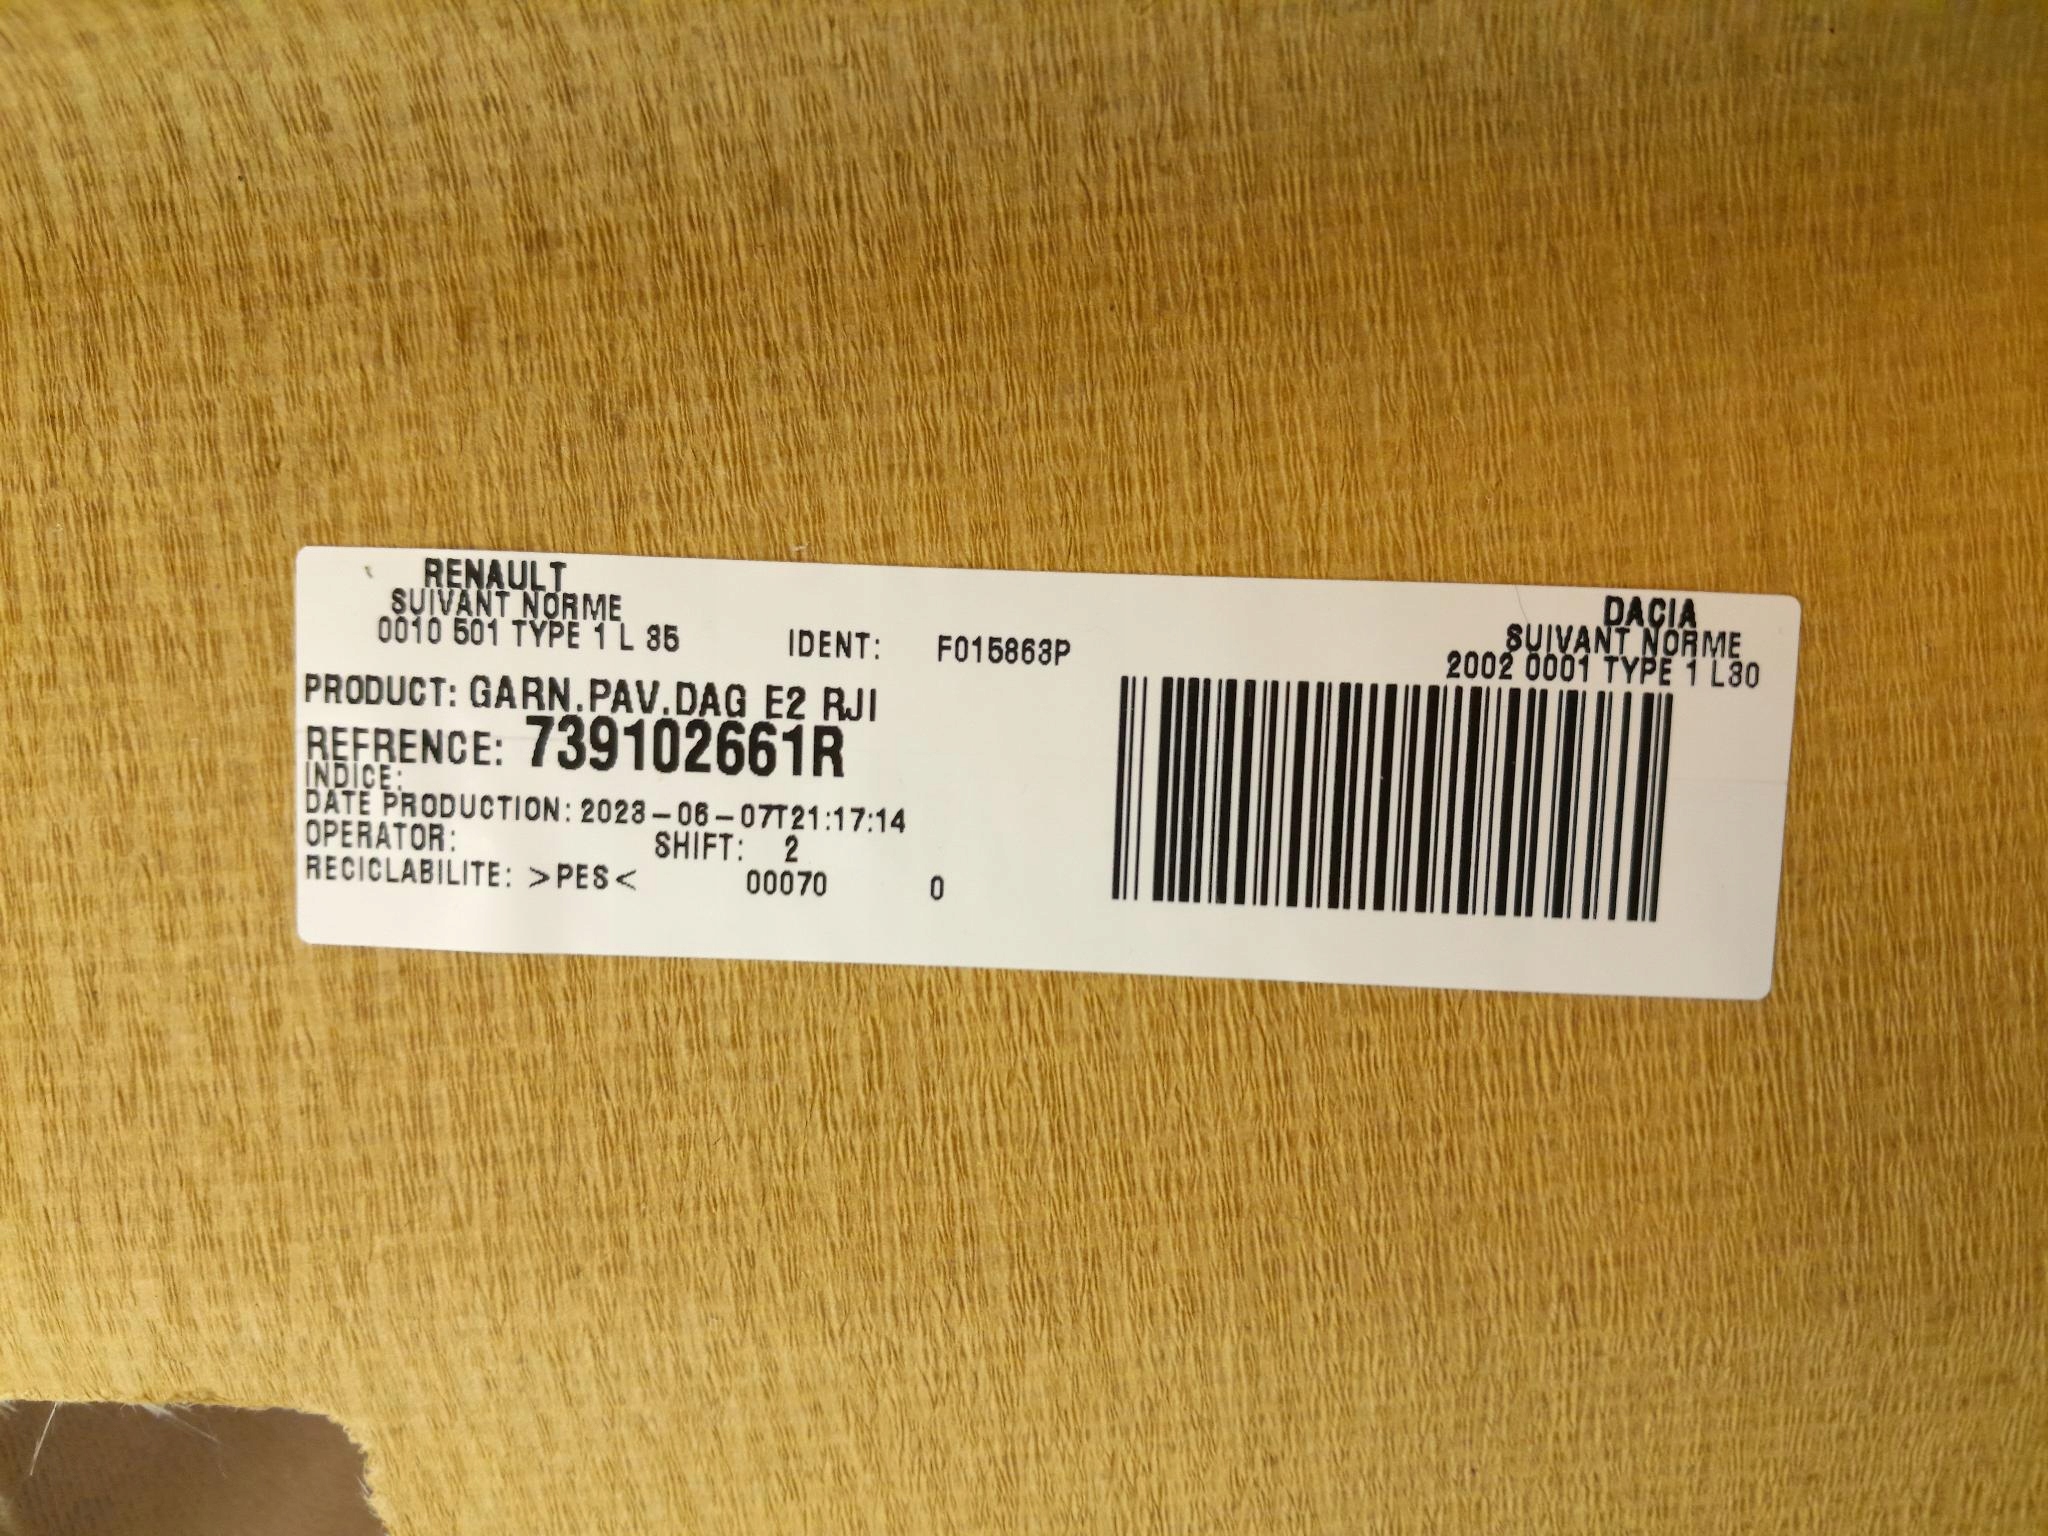 RENAULT
SUIVANT NORME
0010 501 TYPE 1 L 35
IDENT: F015863P
DACIA
SUIVANT NORME
2002 0001 TYPE 1 L30
PRODUCT: GARN.PAV.DAG E2 RJI
REFRENCE: 739102661R
INDICE:
DATE PRODUCTION: 2023-06-07T21:17:14
OPERATOR: SHIFT: 2
RECICLABILITE: >PES< 00070 0